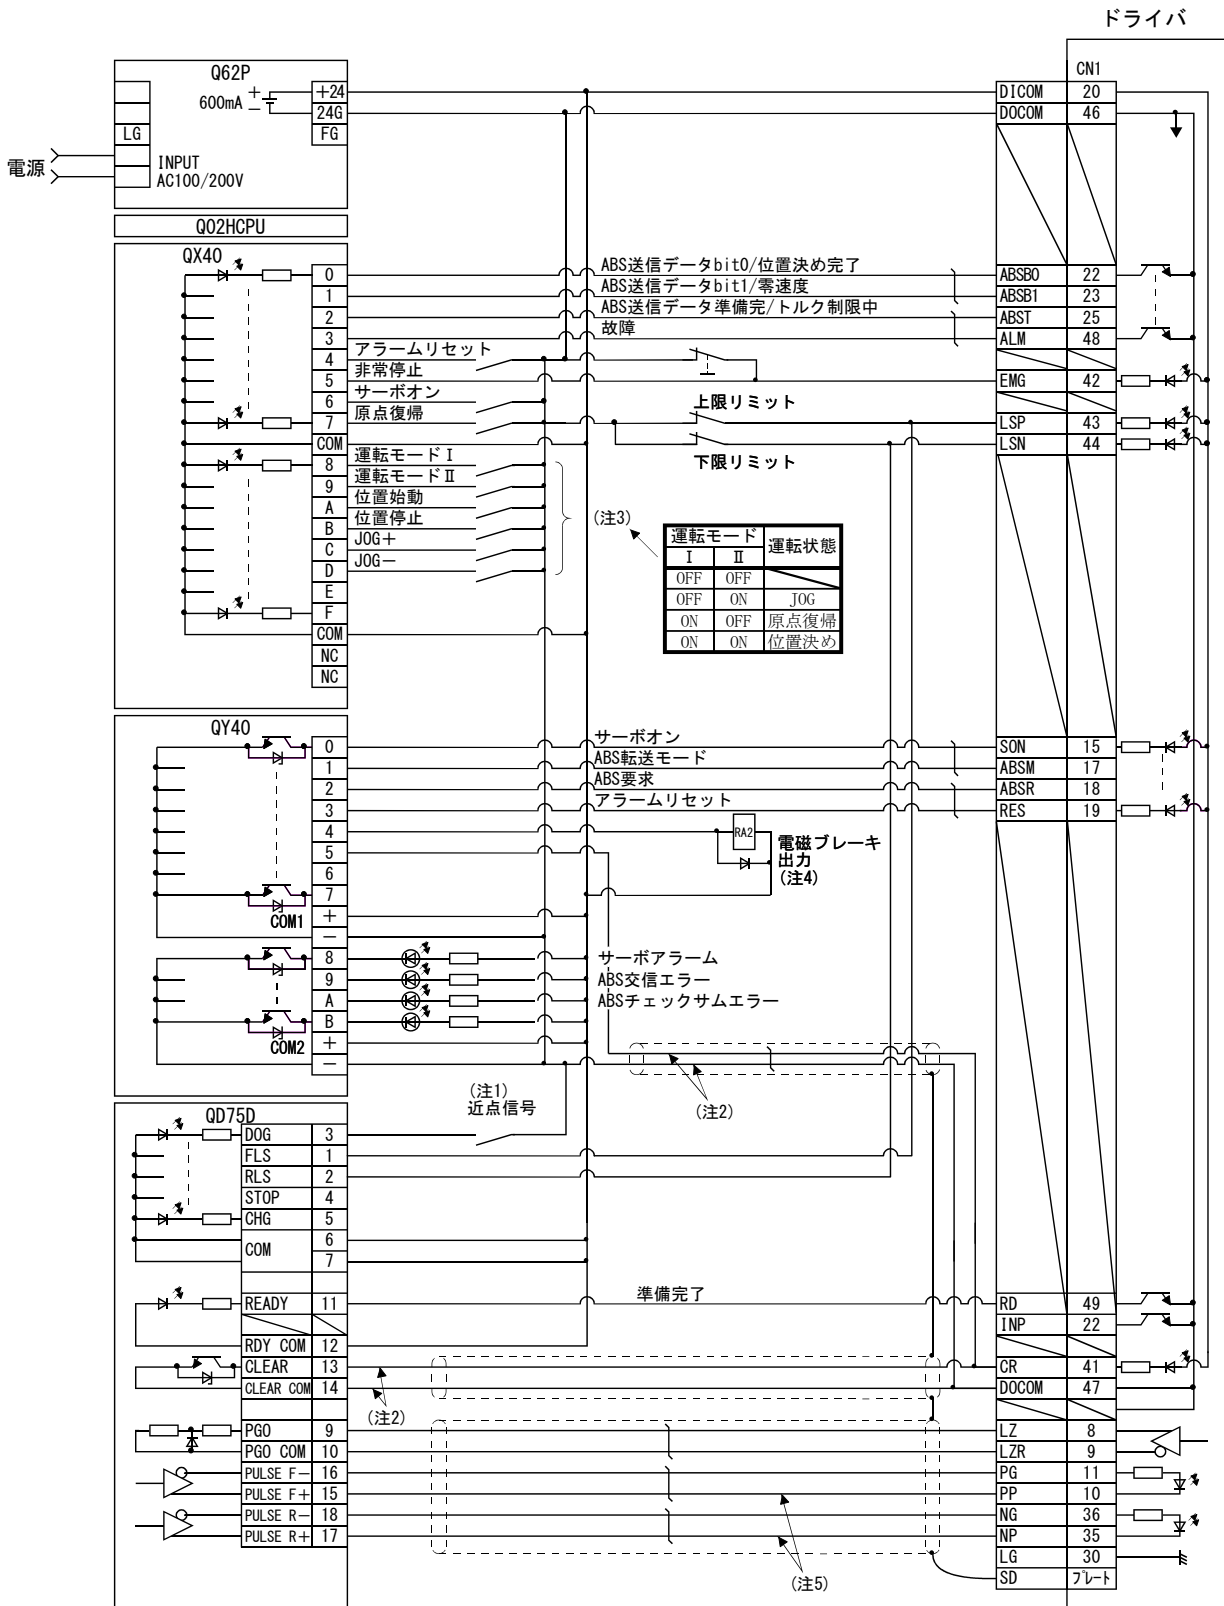 ドライバ
Q62P
600mA
+
−
+24
24G
LG
FG
電源
INPUT
AC100/200V
CN1
DICOM 20
DOCOM 46
Q02HCPU
QX40
0
1
2
3
4
5
6
7
COM
8
9
A
B
C
D
E
F
COM
NC
NC
ABS送信データbit0/位置決め完了
ABS送信データbit1/零速度
ABS送信データ準備完/トルク制限中
故障
アラームリセット
非常停止
サーボオン
原点復帰
上限リミット
下限リミット
運転モードⅠ
運転モードⅡ
位置始動
位置停止
JOG+
JOG−
(注3)
運転モード 運転状態
Ⅰ Ⅱ
OFF OFF
OFF ON JOG
ON OFF 原点復帰
ON ON 位置決め
ABSB0 22
ABSB1 23
ABST 25
ALM 48
EMG 42
LSP 43
LSN 44
QY40
0
1
2
3
4
5
6
7
+
−
COM1
8
9
A
B
+
−
COM2
サーボオン
ABS転送モード
ABS要求
アラームリセット
RA2
電磁ブレーキ
出力
(注4)
サーボアラーム
ABS交信エラー
ABSチェックサムエラー
SON 15
ABSM 17
ABSR 18
RES 19
(注1)
近点信号
(注2)
QD75D
DOG 3
FLS 1
RLS 2
STOP 4
CHG 5
COM 6
7
READY 11
RDY COM 12
CLEAR 13
CLEAR COM 14
PGO 9
PGO COM 10
PULSE F− 16
PULSE F+ 15
PULSE R− 18
PULSE R+ 17
準備完了
(注2)
(注5)
RD 49
INP 22
CR 41
DOCOM 47
LZ 8
LZR 9
PG 11
PP 10
NG 36
NP 35
LG 30
SD プレート